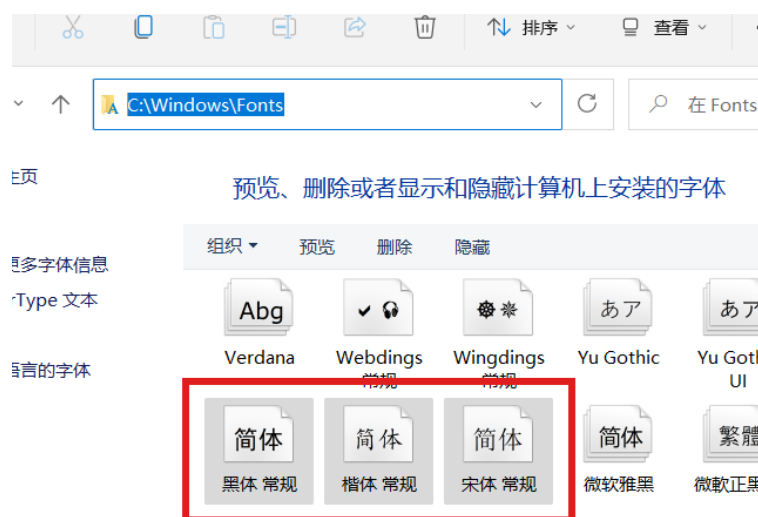 排序 查看
C:\Windows\Fonts
在 Fonts
主页
预览、删除或者显示和隐藏计算机上安装的字体
组织 预览 删除 隐藏
更多字体信息
Type 文本
语言的字体
Abg あア あア
Verdana Webdings Wingdings Yu Gothic Yu Goth
常规 常规 UI
简体 简体 简体 简体 繁體
黑体 常规 楷体 常规 宋体 常规 微软雅黑 微軟正黑